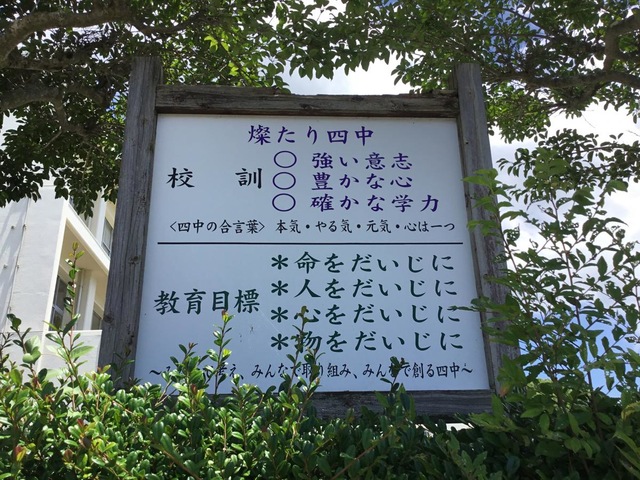 燦たり四中
校訓
○ 強い意志
○ 豊かな心
○ 確かな学力
〈四中の合言葉〉 本気・やる気・元気・心は一つ
教育目標
＊命をだいじに
＊人をだいじに
＊心をだいじに
＊物をだいじに
え みんなで取り組み、みんなで創る四中～